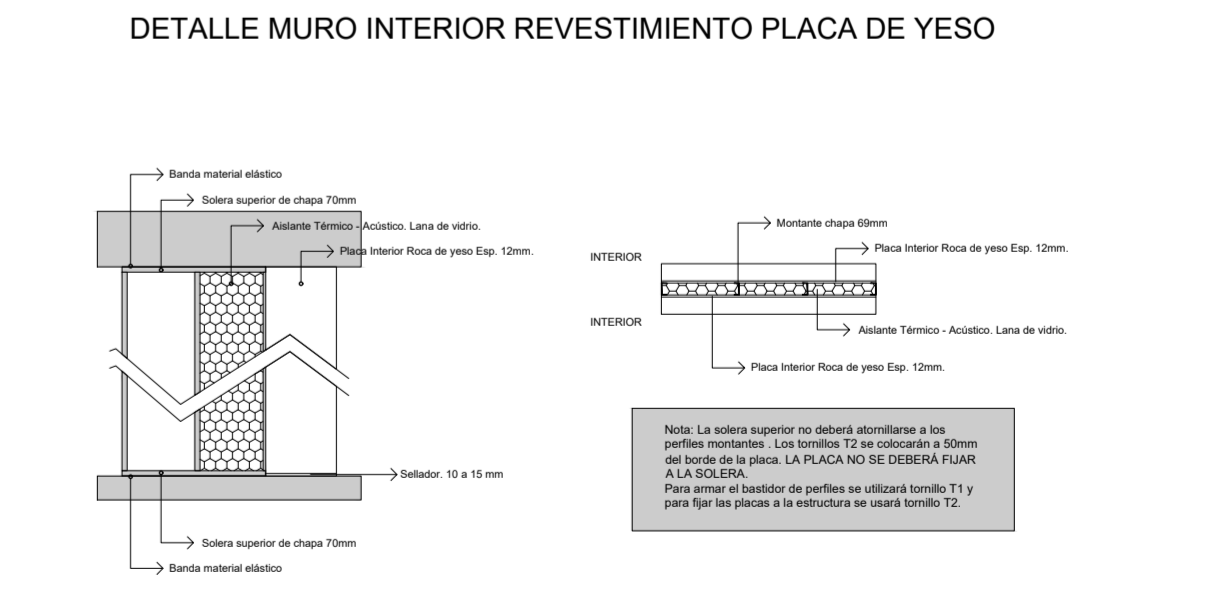 DETALLE MURO INTERIOR REVESTIMIENTO PLACA DE YESO
Banda material elástico
Solera superior de chapa 70mm
Aislante Térmico - Acústico. Lana de vidrio.
Placa Interior Roca de yeso Esp. 12mm.
Sellador. 10 a 15 mm
Solera superior de chapa 70mm
Banda material elástico
Montante chapa 69mm
Placa Interior Roca de yeso Esp. 12mm.
INTERIOR
INTERIOR
Aislante Térmico - Acústico. Lana de vidrio.
Placa Interior Roca de yeso Esp. 12mm.
Nota: La solera superior no deberá atornillarse a los
perfiles montantes . Los tornillos T2 se colocarán a 50mm
del borde de la placa. LA PLACA NO SE DEBERÁ FIJAR
A LA SOLERA.
Para armar el bastidor de perfiles se utilizará tornillo T1 y
para fijar las placas a la estructura se usará tornillo T2.